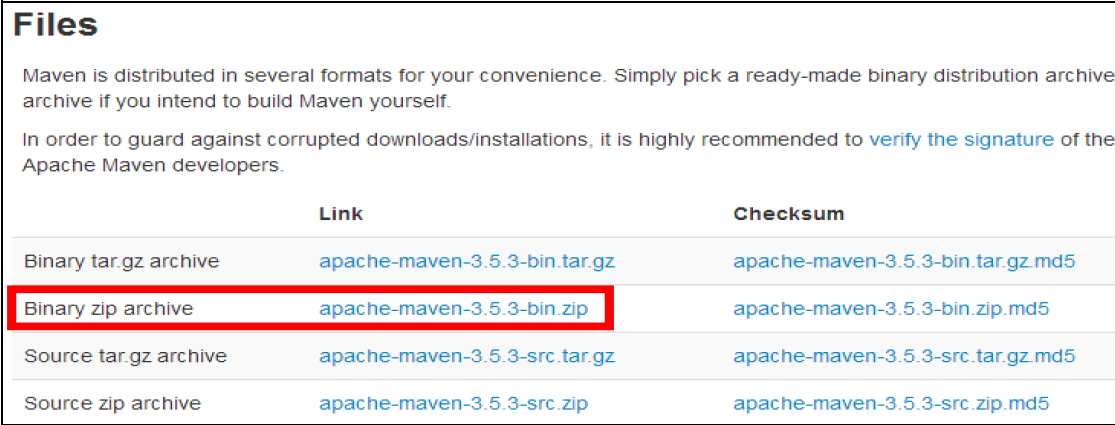 Files
Maven is distributed in several formats for your convenience. Simply pick a ready-made binary distribution archive
archive if you intend to build Maven yourself.
In order to guard against corrupted downloads/installations, it is highly recommended to verify the signature of the
Apache Maven developers.
Link Checksum
Binary tar.gz archive apache-maven-3.5.3-bin.tar.gz apache-maven-3.5.3-bin.tar.gz.md5
Binary zip archive apache-maven-3.5.3-bin.zip apache-maven-3.5.3-bin.zip.md5
Source tar.gz archive apache-maven-3.5.3-src.tar.gz apache-maven-3.5.3-src.tar.gz.md5
Source zip archive apache-maven-3.5.3-src.zip apache-maven-3.5.3-src.zip.md5